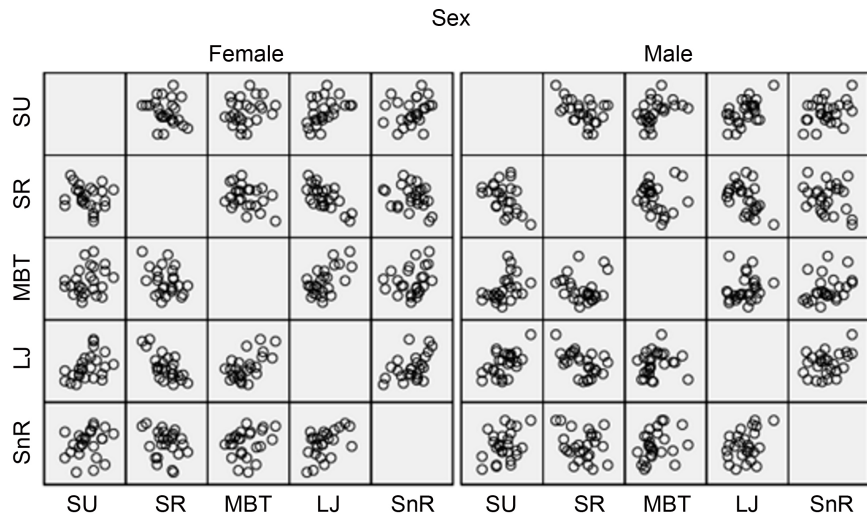 Sex
Female Male
SU
SR
MBT
LJ
SnR
SU SR MBT LJ SnR SU SR MBT LJ SnR